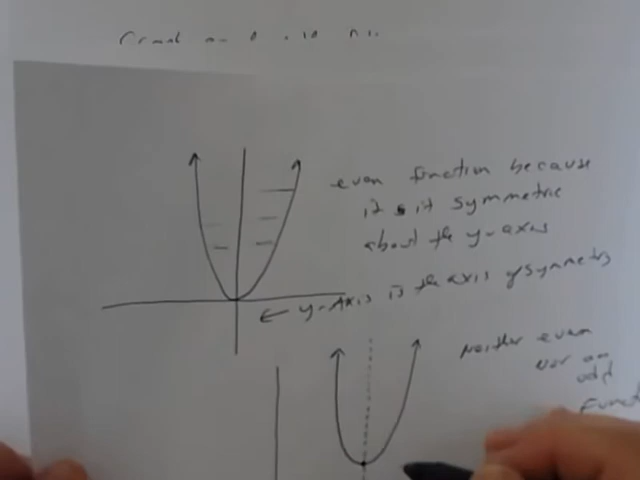 even function because
it is it symmetric
about the y-axis
← y-Axis is the axis of symmetry
Neither even
nor an
odd
Funct